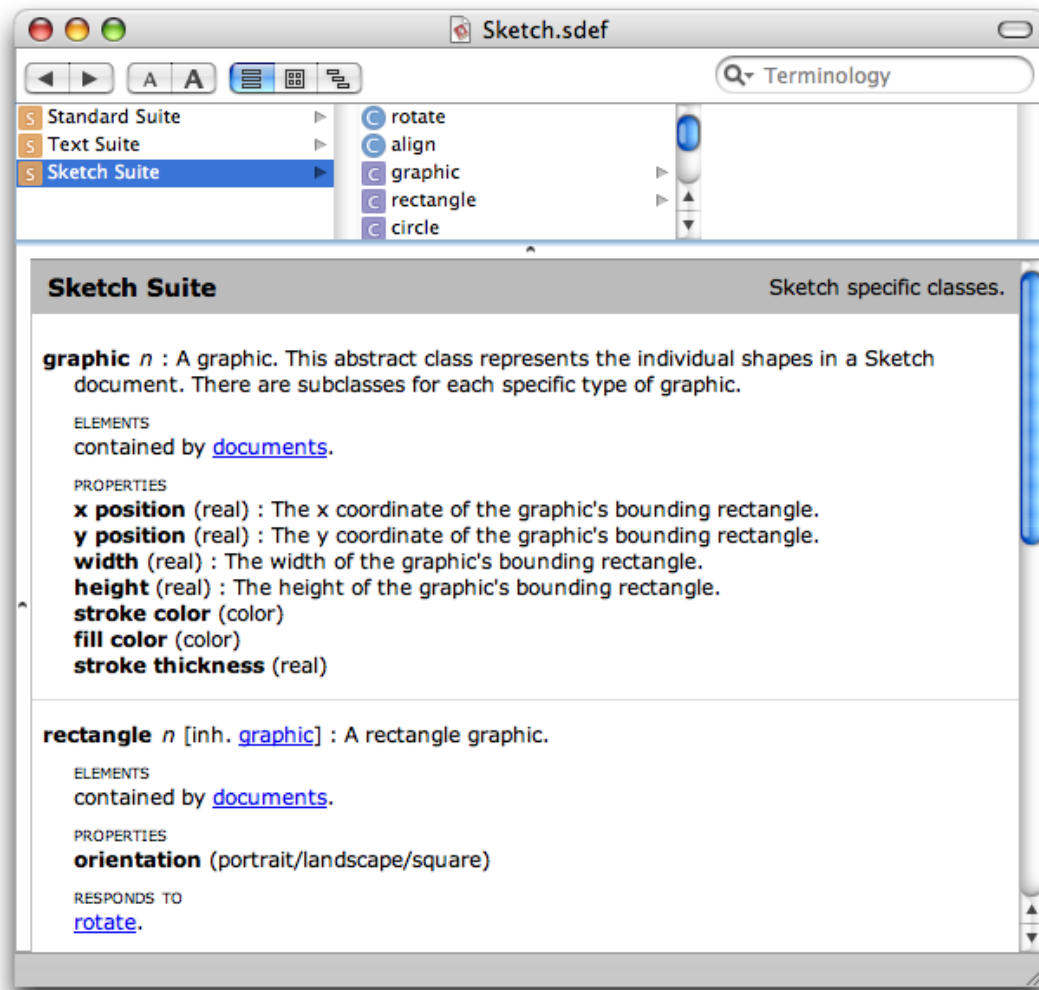 Sketch.sdef
A A
Terminology
S Standard Suite
S Text Suite
S Sketch Suite
C rotate
C align
C graphic
C rectangle
C circle
Sketch Suite Sketch specific classes.
graphic n : A graphic. This abstract class represents the individual shapes in a Sketch
document. There are subclasses for each specific type of graphic.
ELEMENTS
contained by documents.
PROPERTIES
x position (real) : The x coordinate of the graphic's bounding rectangle.
y position (real) : The y coordinate of the graphic's bounding rectangle.
width (real) : The width of the graphic's bounding rectangle.
height (real) : The height of the graphic's bounding rectangle.
stroke color (color)
fill color (color)
stroke thickness (real)
rectangle n [inh. graphic] : A rectangle graphic.
ELEMENTS
contained by documents.
PROPERTIES
orientation (portrait/landscape/square)
RESPONDS TO
rotate.